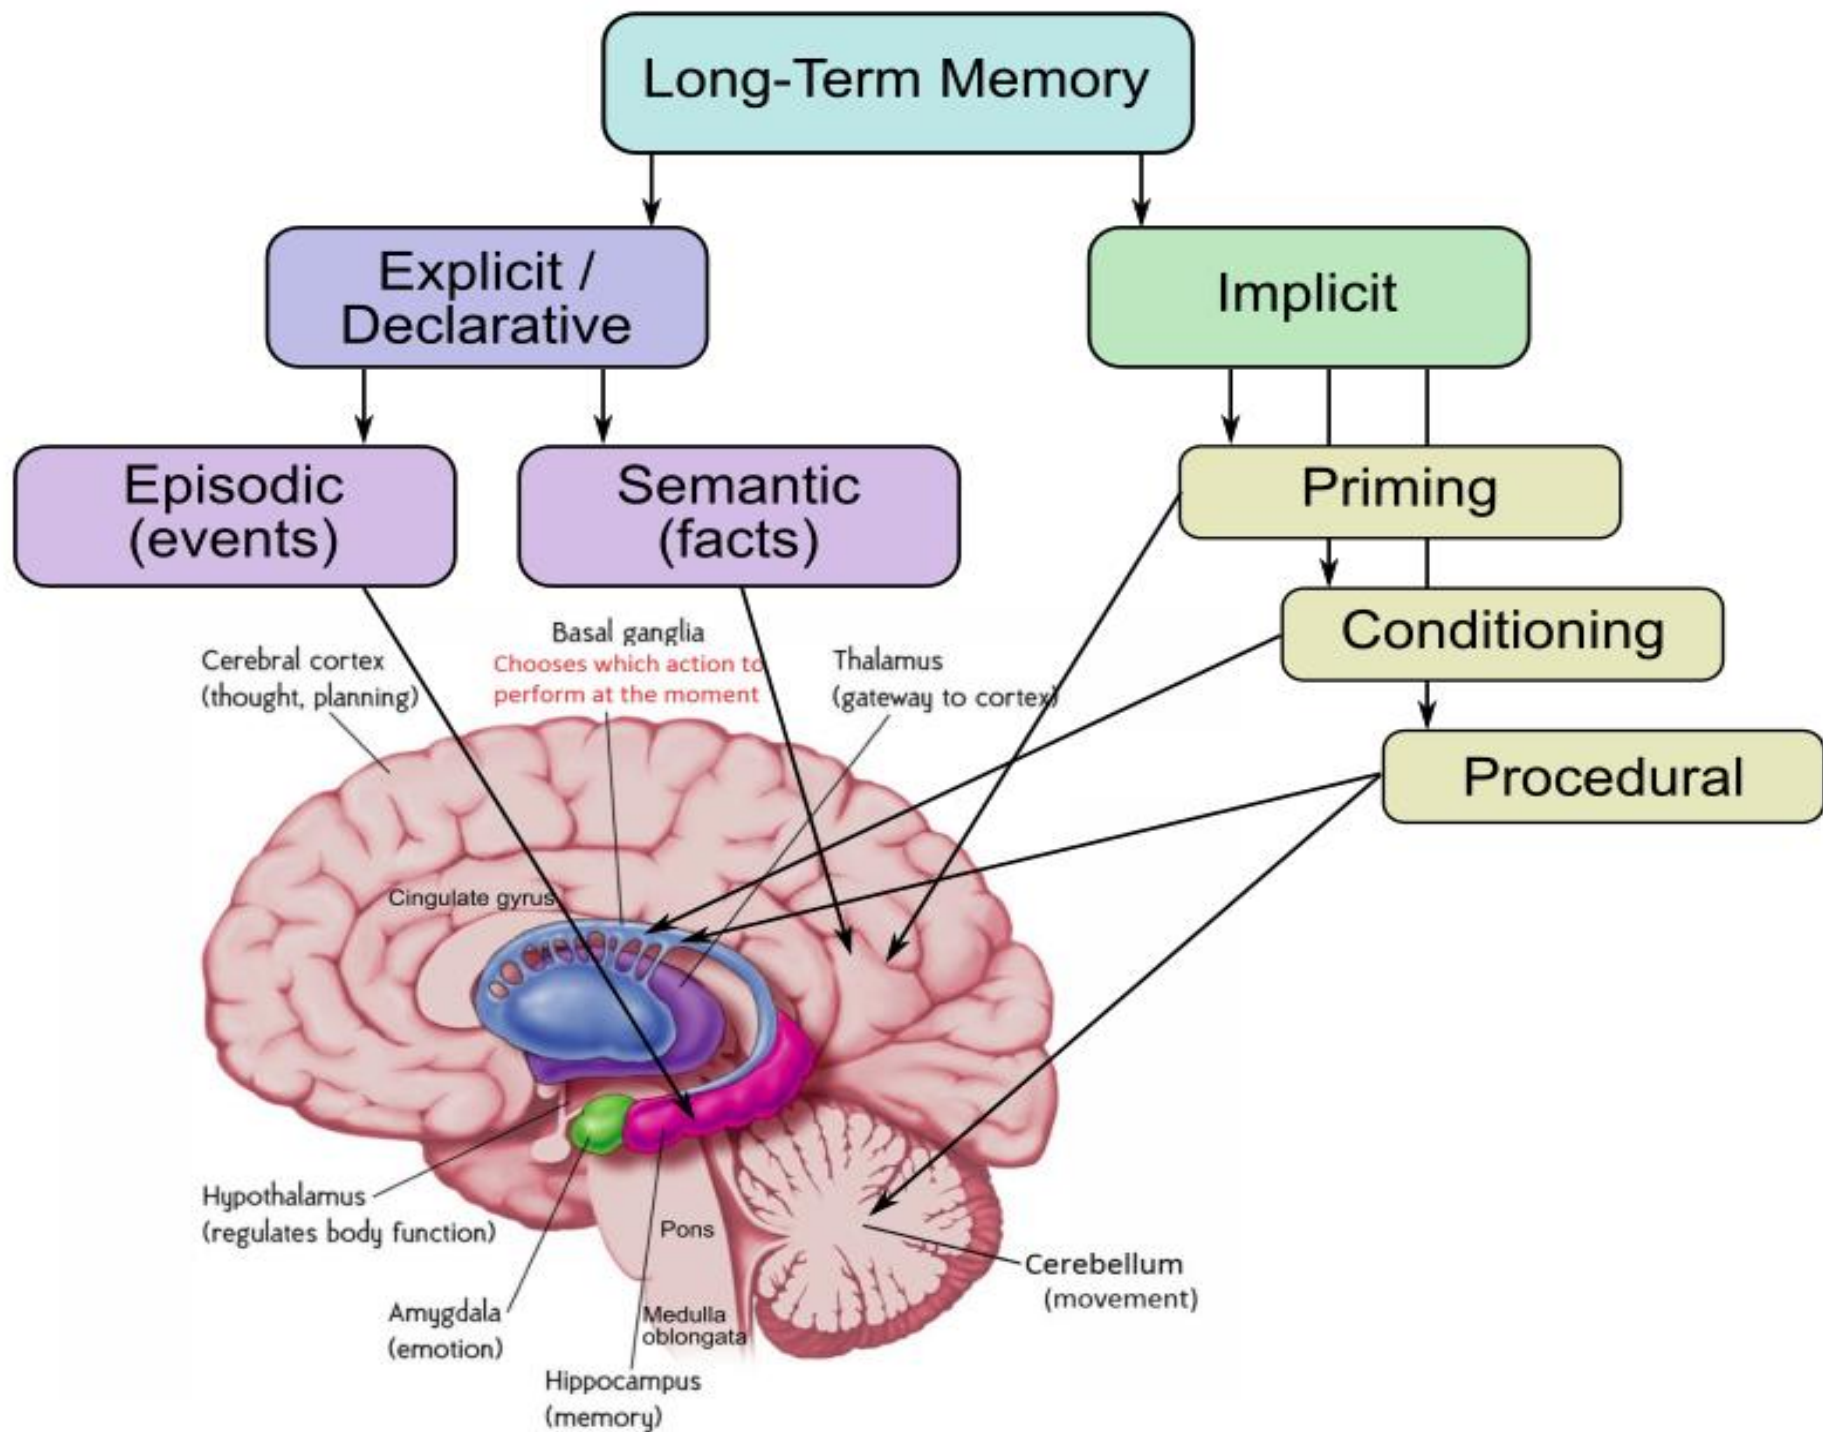 Long-Term Memory
Explicit /
Declarative
Implicit
Episodic
(events)
Semantic
(facts)
Priming
Conditioning
Procedural
Cerebral cortex
(thought, planning)
Basal ganglia
Chooses which action to
perform at the moment
Thalamus
(gateway to cortex)
Cingulate gyrus
Hypothalamus
(regulates body function)
Pons
Cerebellum
(movement)
Amygdala
(emotion)
Medulla
oblongata
Hippocampus
(memory)